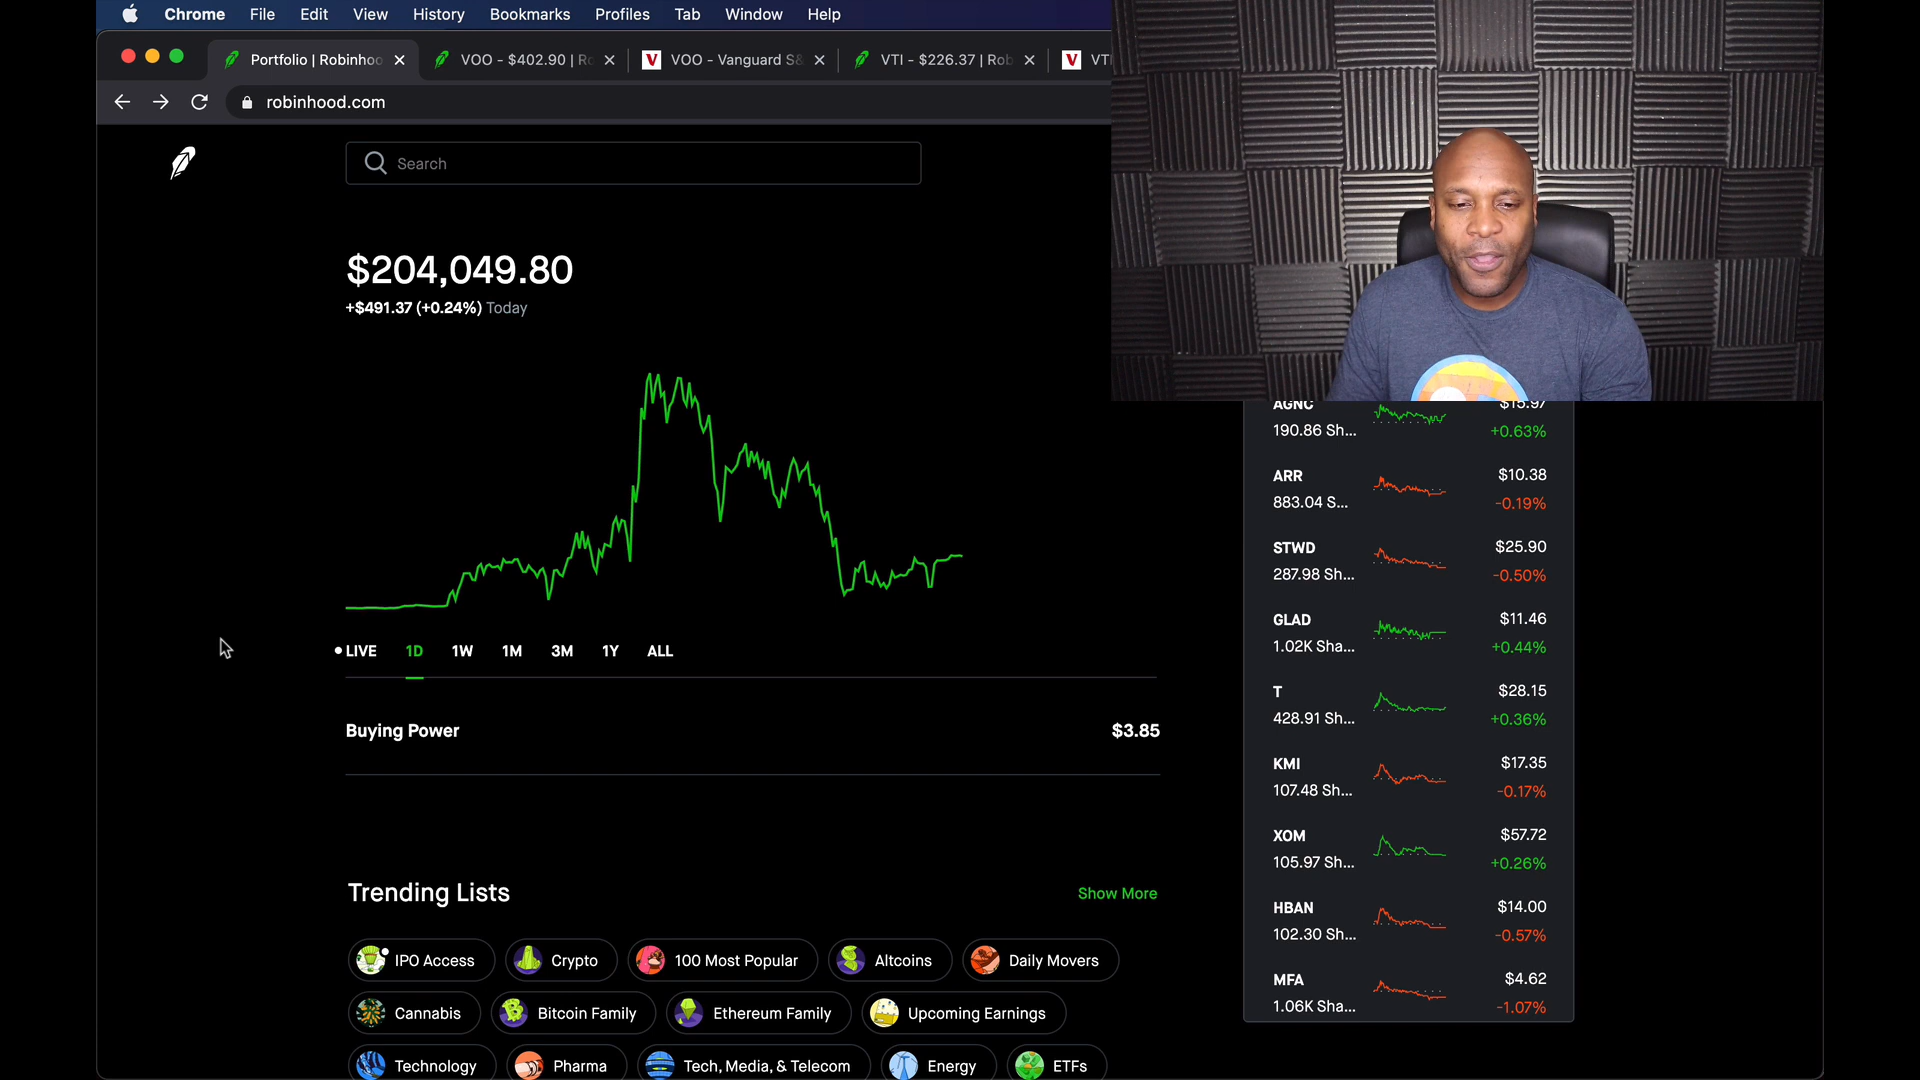 Chrome File Edit View History Bookmarks Profiles Tab Window Help
Portfolio | Robinhoo
VOO - $402.90 | Ro
VOO - Vanguard S&
VTI - $226.37 | Rob
VTI
robinhood.com
Search
$204,049.80
+$491.37 (+0.24%) Today
LIVE 1D 1W 1M 3M 1Y ALL
Buying Power $3.85
Trending Lists Show More
IPO Access Crypto 100 Most Popular Altcoins Daily Movers
Cannabis Bitcoin Family Ethereum Family Upcoming Earnings
Technology Pharma Tech, Media, & Telecom Energy ETFs
AGNC $15.97
190.86 Sh... +0.63%
ARR $10.38
883.04 S... -0.19%
STWD $25.90
287.98 Sh... -0.50%
GLAD $11.46
1.02K Sha... +0.44%
T $28.15
428.91 Sh... +0.36%
KMI $17.35
107.48 Sh... -0.17%
XOM $57.72
105.97 Sh... +0.26%
HBAN $14.00
102.30 Sh... -0.57%
MFA $4.62
1.06K Sha... -1.07%